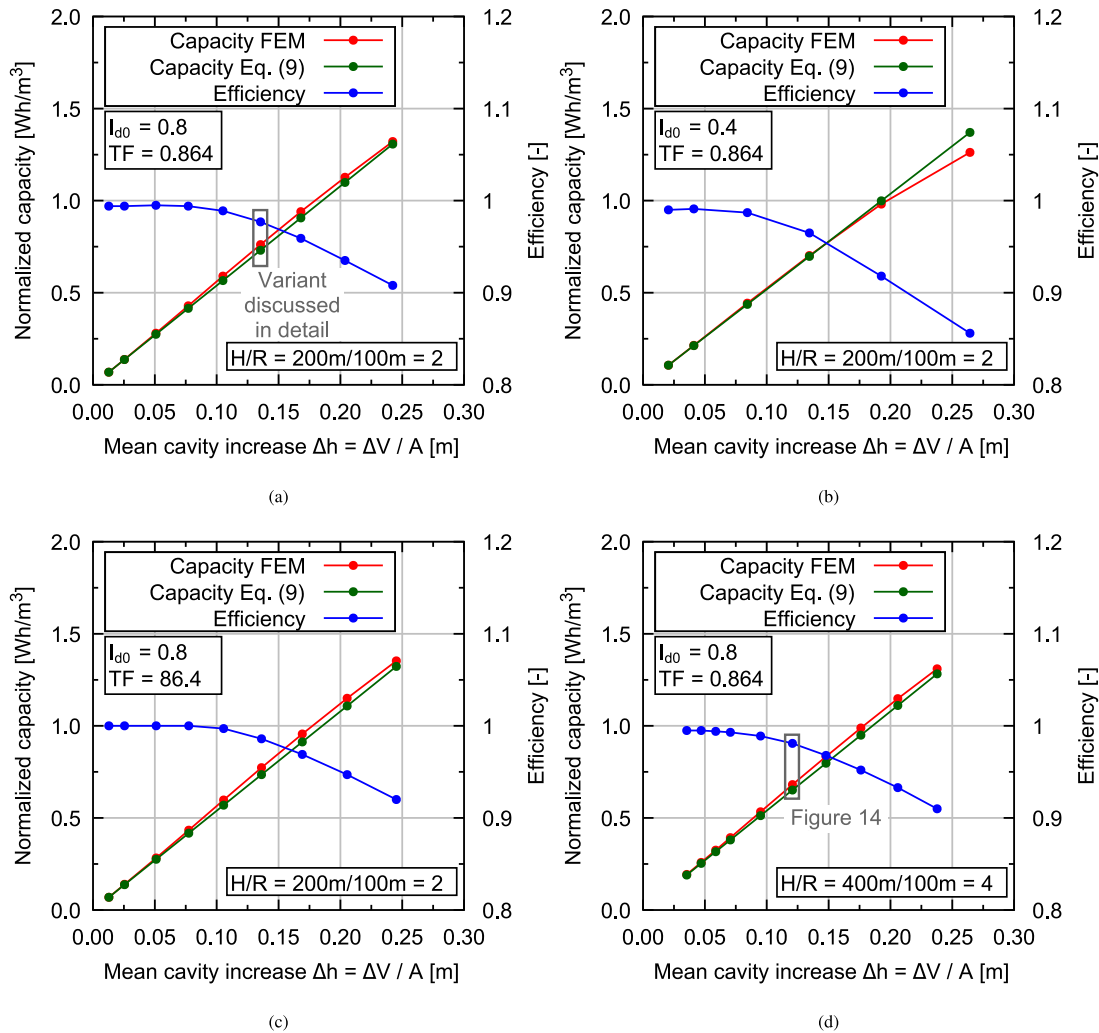 Capacity FEM
Capacity Eq. (9)
Efficiency
I_d0 = 0.8
TF = 0.864
Variant
discussed
in detail
H/R = 200m/100m = 2
Normalized capacity [Wh/m³]
2.0
1.5
1.0
0.5
0.0
Efficiency [-]
1.2
1.1
1
0.9
0.8
0.00 0.05 0.10 0.15 0.20 0.25 0.30
Mean cavity increase Δh = ΔV / A [m]
(a)
Capacity FEM
Capacity Eq. (9)
Efficiency
I_d0 = 0.4
TF = 0.864
H/R = 200m/100m = 2
Normalized capacity [Wh/m³]
2.0
1.5
1.0
0.5
0.0
Efficiency [-]
1.2
1.1
1
0.9
0.8
0.00 0.05 0.10 0.15 0.20 0.25 0.30
Mean cavity increase Δh = ΔV / A [m]
(b)
Capacity FEM
Capacity Eq. (9)
Efficiency
I_d0 = 0.8
TF = 86.4
H/R = 200m/100m = 2
Normalized capacity [Wh/m³]
2.0
1.5
1.0
0.5
0.0
Efficiency [-]
1.2
1.1
1
0.9
0.8
0.00 0.05 0.10 0.15 0.20 0.25 0.30
Mean cavity increase Δh = ΔV / A [m]
(c)
Capacity FEM
Capacity Eq. (9)
Efficiency
I_d0 = 0.8
TF = 0.864
Figure 14
H/R = 400m/100m = 4
Normalized capacity [Wh/m³]
2.0
1.5
1.0
0.5
0.0
Efficiency [-]
1.2
1.1
1
0.9
0.8
0.00 0.05 0.10 0.15 0.20 0.25 0.30
Mean cavity increase Δh = ΔV / A [m]
(d)